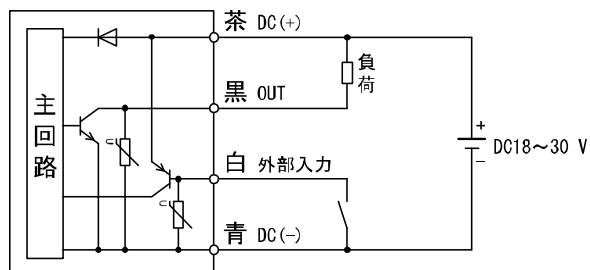 茶 DC(+)
主回路
負荷
黒 OUT
+
DC18～30 V
-
白 外部入力
青 DC(-)